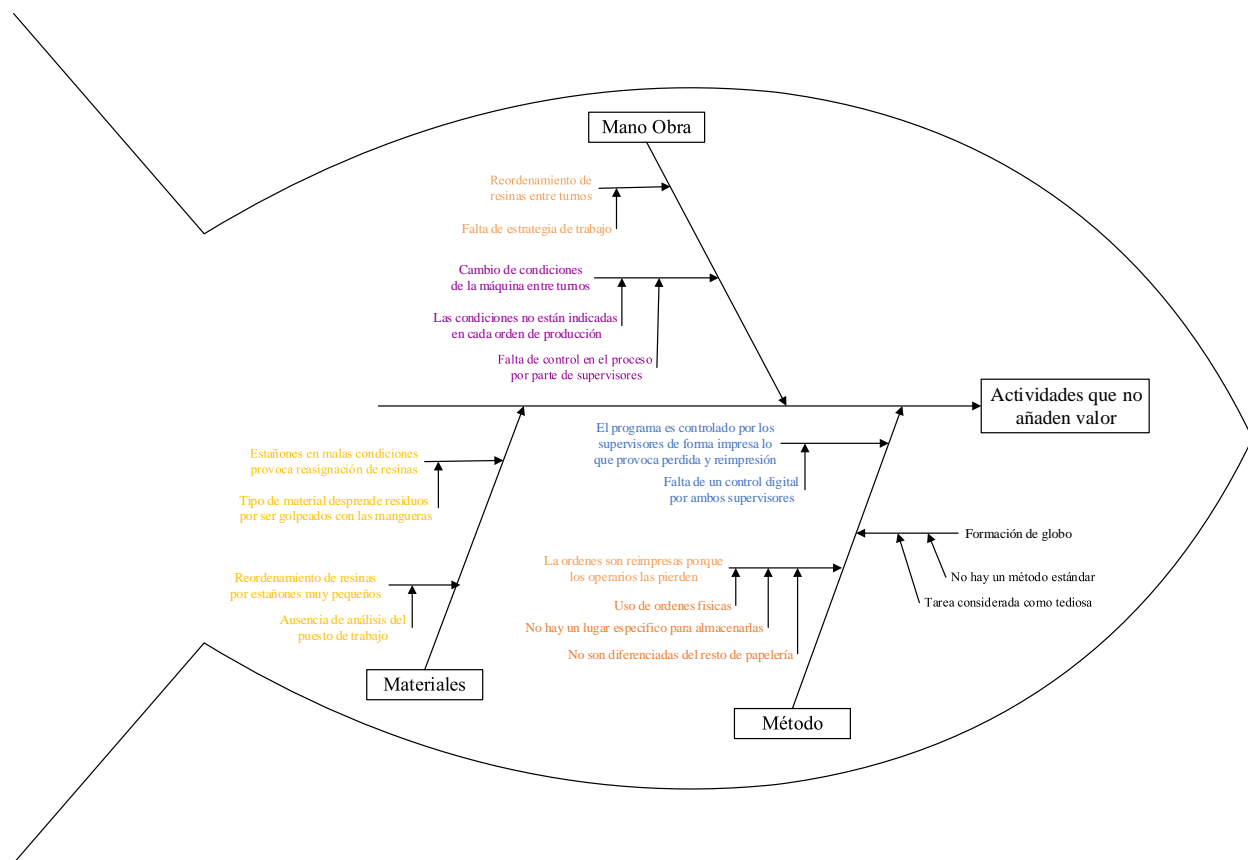 Mano Obra
Reordenamiento de
resinas entre turnos
Falta de estrategia de trabajo
Cambio de condiciones
de la máquina entre turnos
Las condiciones no están indicadas
en cada orden de producción
Falta de control en el proceso
por parte de supervisores
Actividades que no
añaden valor
Estañones en malas condiciones
provoca reasignación de resinas
Tipo de material desprende residuos
por ser golpeados con las mangueras
Reordenamiento de resinas
por estañones muy pequeños
Ausencia de análisis del
puesto de trabajo
Materiales
El programa es controlado por los
supervisores de forma impresa lo
que provoca perdida y reimpresión
Falta de un control digital
por ambos supervisores
Formación de globo
No hay un método estándar
Tarea considerada como tediosa
La ordenes son reimpresas porque
los operarios las pierden
Uso de ordenes fisicas
No hay un lugar especifico para almacenarlas
No son diferenciadas del resto de papelería
Método